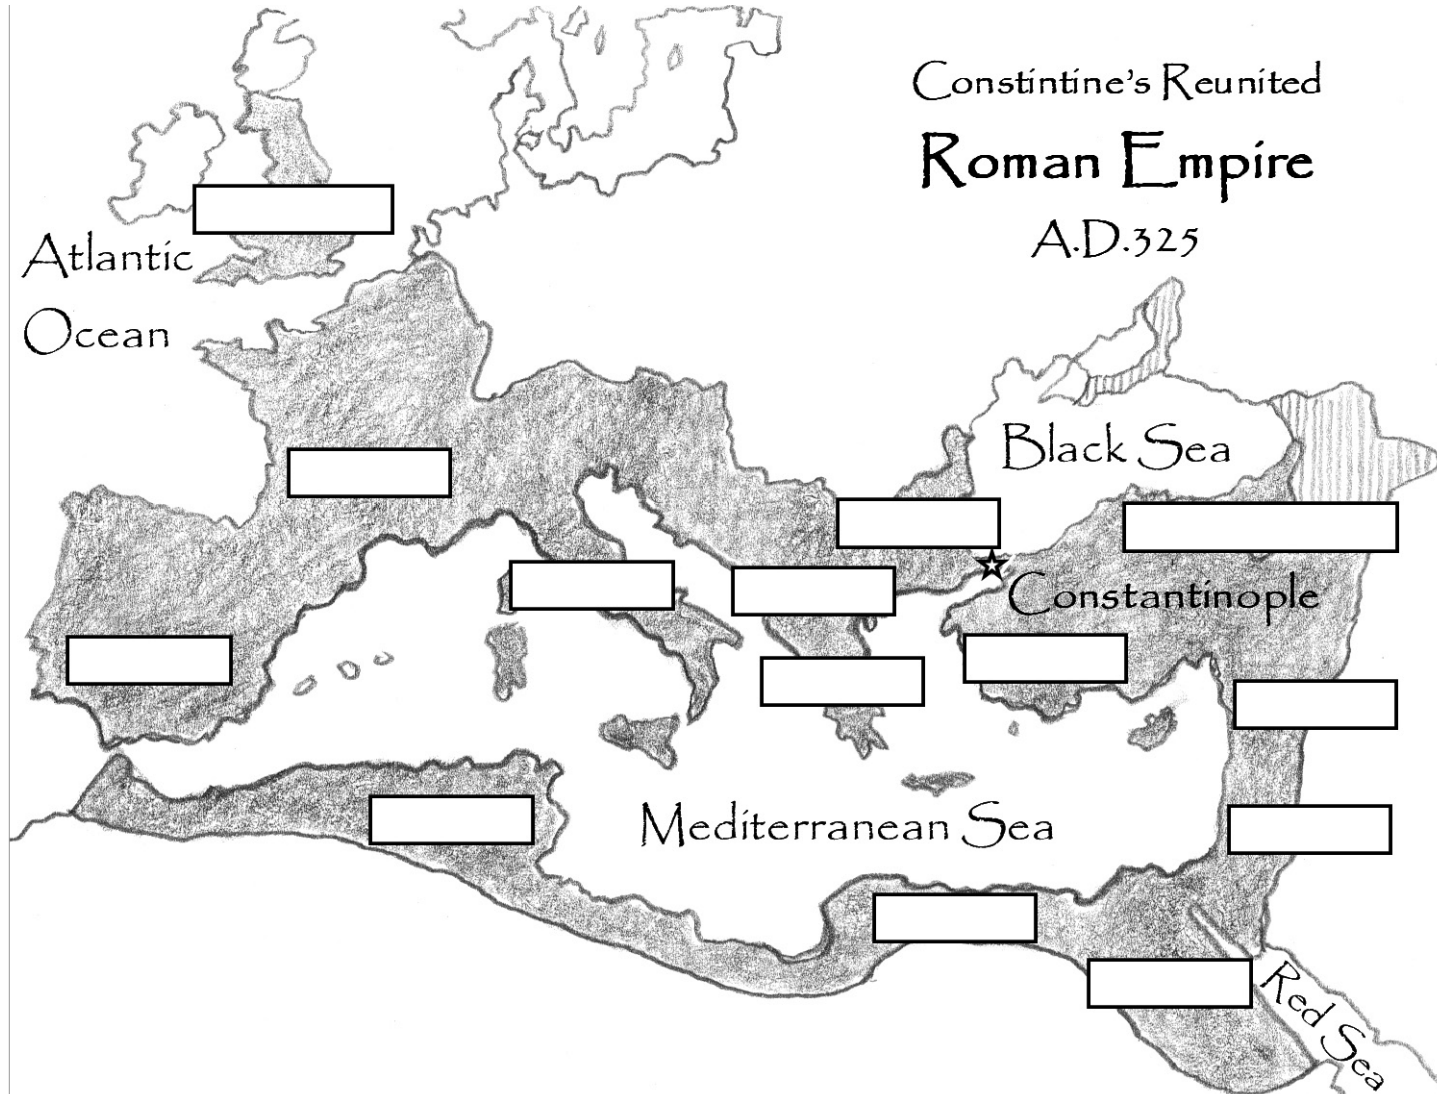 Constintine's Reunited
Roman Empire
A.D.325
Atlantic
Ocean
Black Sea
Constantinople
Mediterranean Sea
Red Sea